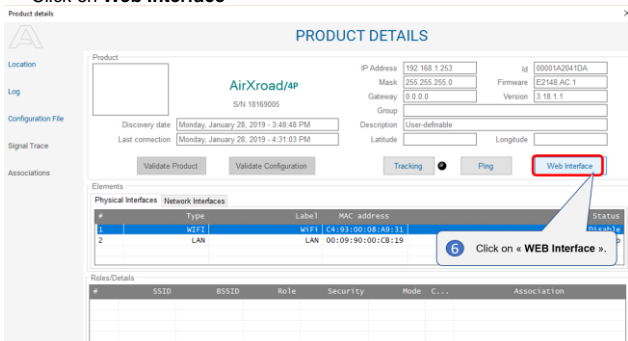 Click on Web Interface
Product details
PRODUCT DETAILS
Location
Log
Configuration File
Signal Trace
Associations
Product
AirXroad/4P
S/N 18169005
IP Address 192.168.1.253 id 00001A2041DA
Mask 255.255.255.0 Firmware E2148.AC.1
Gateway 0.0.0.0 Version 3.18.1.1
Group
Discovery date Monday, January 28, 2019 - 3:48:48 PM Description User-definable
Last connection Monday, January 28, 2019 - 4:31:03 PM Latitude Longitude
Validate Product Validate Configuration Tracking Ping Web Interface
Elements
Physical Interfaces Network Interfaces
# Type Label MAC address Status
1 WIFI WiFi C4:93:00:08:A9:31 Disable
2 LAN LAN 00:09:90:00:CB:19
6 Click on « WEB Interface ».
Roles/Details
# SSID BSSID Role Security Mode C... Association